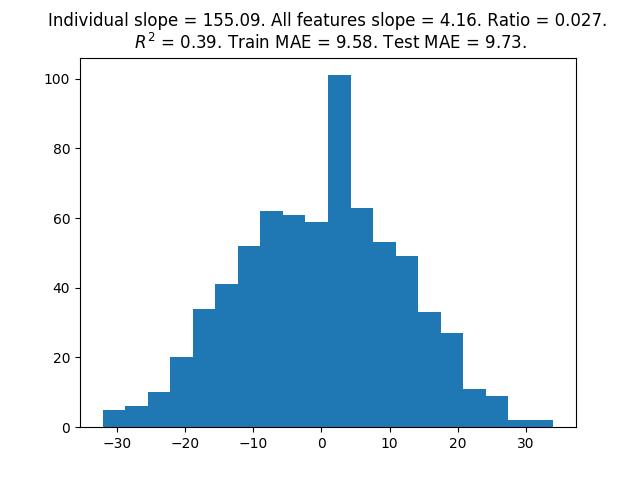 Individual slope = 155.09. All features slope = 4.16. Ratio = 0.027.
R² = 0.39. Train MAE = 9.58. Test MAE = 9.73.
100
80
60
40
20
0
−30 −20 −10 0 10 20 30